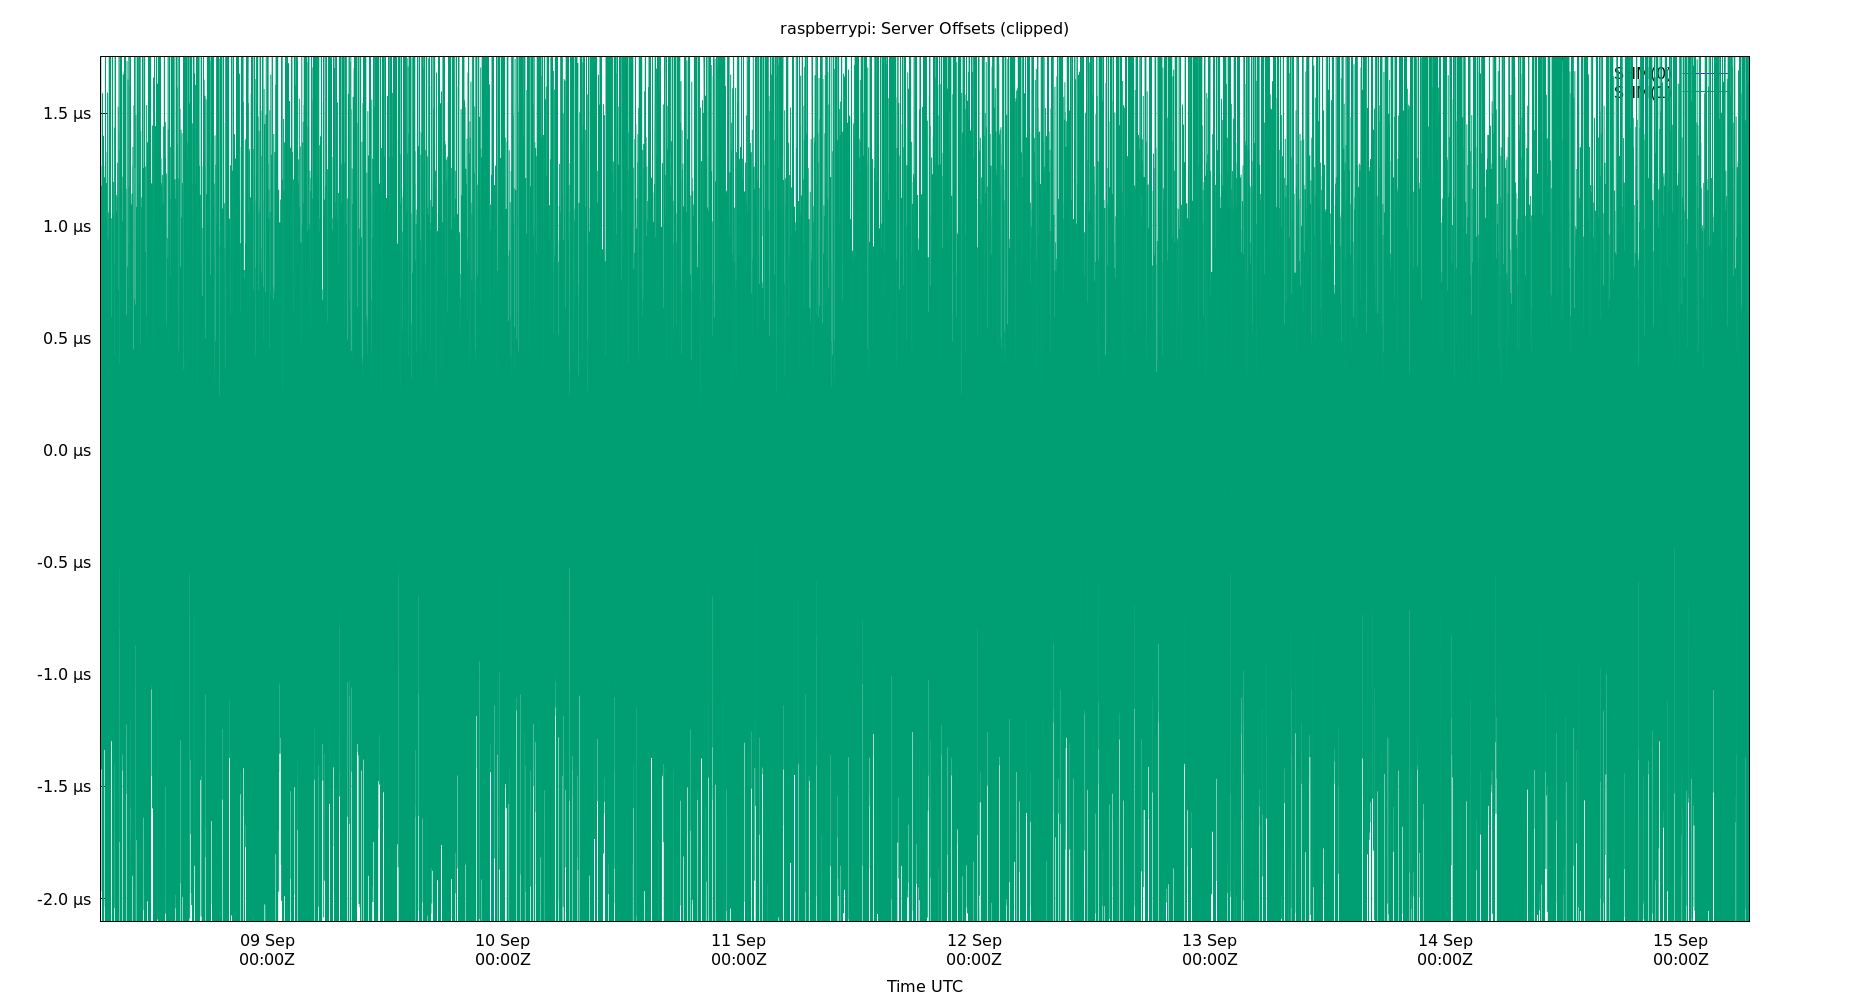 raspberrypi: Server Offsets (clipped)
1.5 µs
1.0 µs
0.5 µs
0.0 µs
-0.5 µs
-1.0 µs
-1.5 µs
-2.0 µs
09 Sep 10 Sep 11 Sep 12 Sep 13 Sep 14 Sep 15 Sep
00:00Z 00:00Z 00:00Z 00:00Z 00:00Z 00:00Z 00:00Z
Time UTC